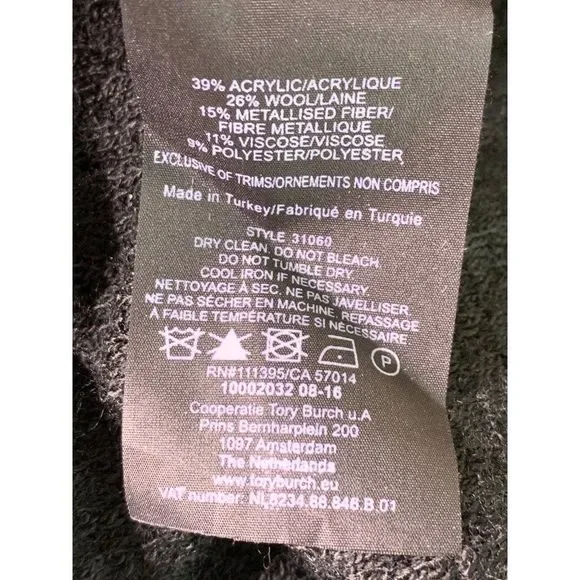 39% ACRYLIC/ACRYLIQUE
26% WOOL/LAINE
15% METALLISED FIBER/
FIBRE METALLIQUE
11% VISCOSE/VISCOSE
9% POLYESTER/POLYESTER
EXCLUSIVE OF TRIMS/ORNEMENTS NON COMPRIS
Made in Turkey/Fabriqué en Turquie
STYLE 31060
DRY CLEAN. DO NOT BLEACH
DO NOT TUMBLE DRY
COOL IRON IF NECESSARY
NETTOYAGE À SEC. NE PAS JAVELLISER.
NE PAS SÉCHER EN MACHINE. REPASSAGE
À FAIBLE TEMPÉRATURE SI NÉCESSAIRE
P
RN#111395/CA 57014
10002032 08-16
Cooperatie Tory Burch u.A
Prins Bernharplein 200
1097 Amsterdam
The Netherlands
www.toryburch.eu
VAT number: NL8234.88.848.B.01